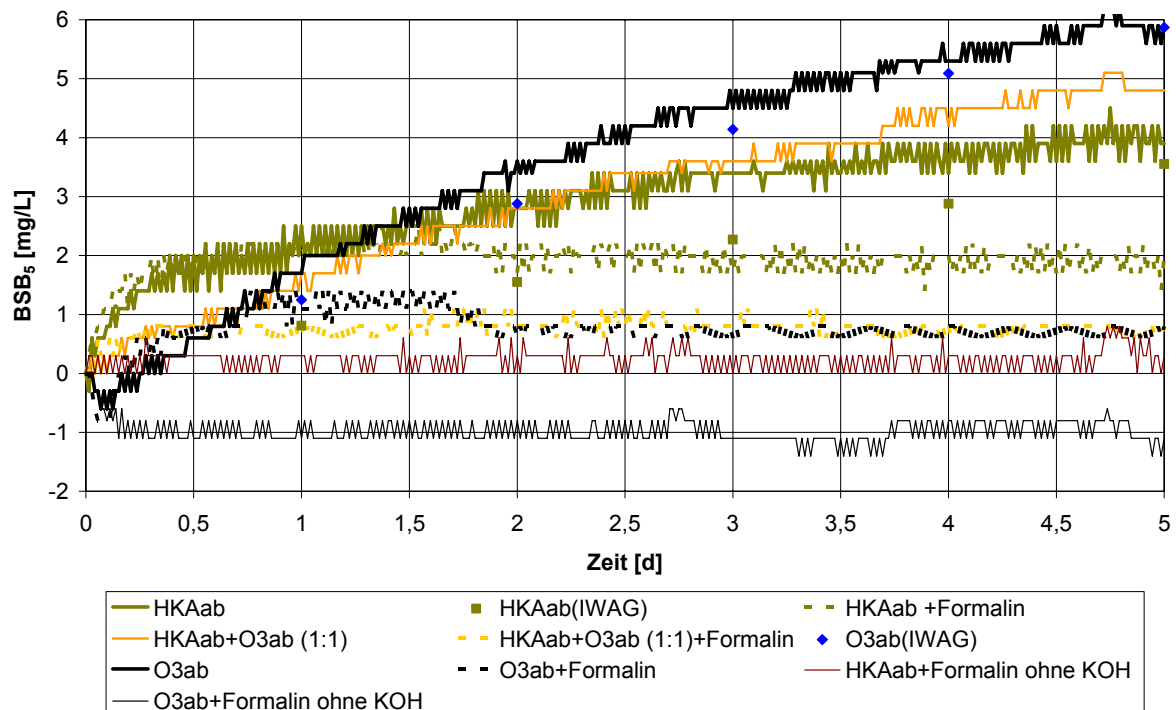 6
5
4
3
2
1
0
-1
-2
BSB5 [mg/L]
0 0,5 1 1,5 2 2,5 3 3,5 4 4,5 5
Zeit [d]
HKAab HKAab(IWAG) HKAab +Formalin
HKAab+O3ab (1:1) HKAab+O3ab (1:1)+Formalin O3ab(IWAG)
O3ab O3ab+Formalin HKAab+Formalin ohne KOH
O3ab+Formalin ohne KOH